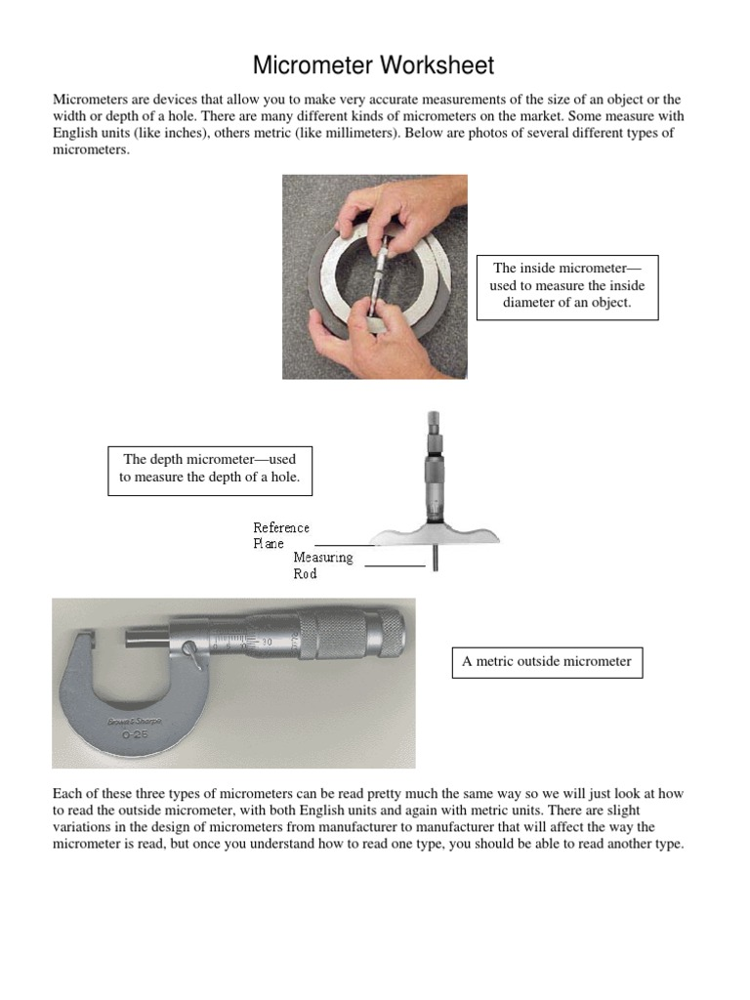 Micrometer Worksheet
Micrometers are devices that allow you to make very accurate measurements of the size of an object or the
width or depth of a hole. There are many different kinds of micrometers on the market. Some measure with
English units (like inches), others metric (like millimeters). Below are photos of several different types of
micrometers.
The inside micrometer—
used to measure the inside
diameter of an object.
The depth micrometer—used
to measure the depth of a hole.
Reference
Plane
Measuring
Rod
Brown & Sharpe
0-25
30
A metric outside micrometer
Each of these three types of micrometers can be read pretty much the same way so we will just look at how
to read the outside micrometer, with both English units and again with metric units. There are slight
variations in the design of micrometers from manufacturer to manufacturer that will affect the way the
micrometer is read, but once you understand how to read one type, you should be able to read another type.